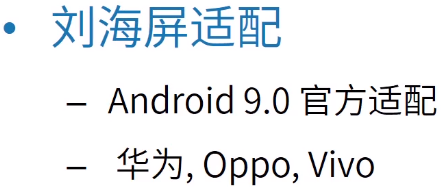 • 刘海屏适配
– Android 9.0 官方适配
– 华为, Oppo, Vivo